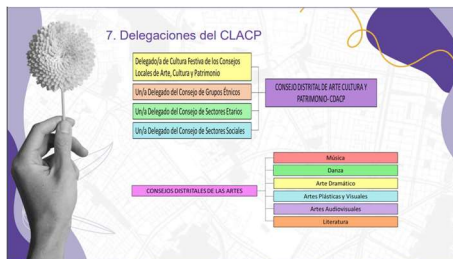 7. Delegaciones del CLACP
Delegado/a de Cultura Festiva de los Consejos
Locales de Arte, Cultura y Patrimonio
Un/a Delegado del Consejo de Grupos Étnicos
Un/a Delegado del Consejo de Sectores Etarios
Un/a Delegado del Consejo de Sectores Sociales
CONSEJO DISTRITAL DE ARTE CULTURA Y
PATRIMONIO-CDACP
CONSEJOS DISTRITALES DE LAS ARTES
Música
Danza
Arte Dramático
Artes Plásticas y Visuales
Artes Audiovisuales
Literatura